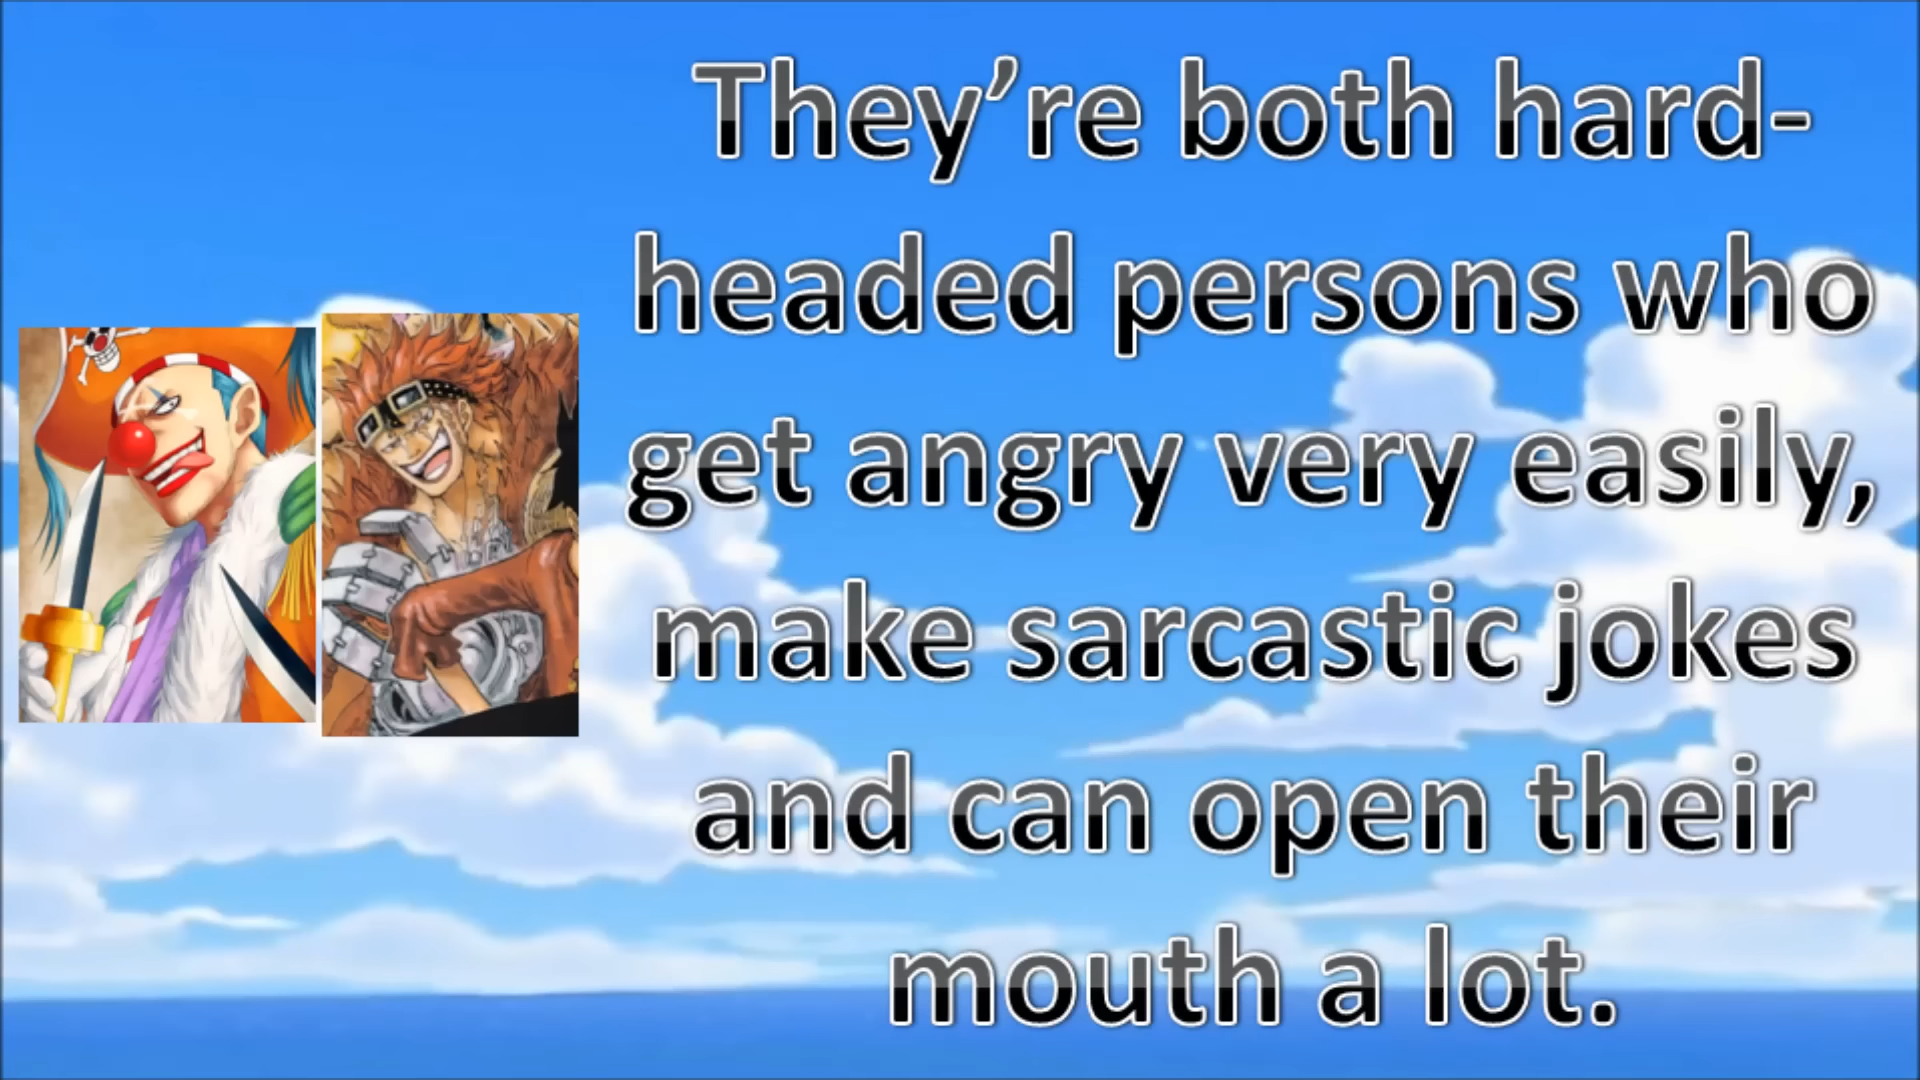 They’re both hard-
headed persons who
get angry very easily,
make sarcastic jokes
and can open their
mouth a lot.